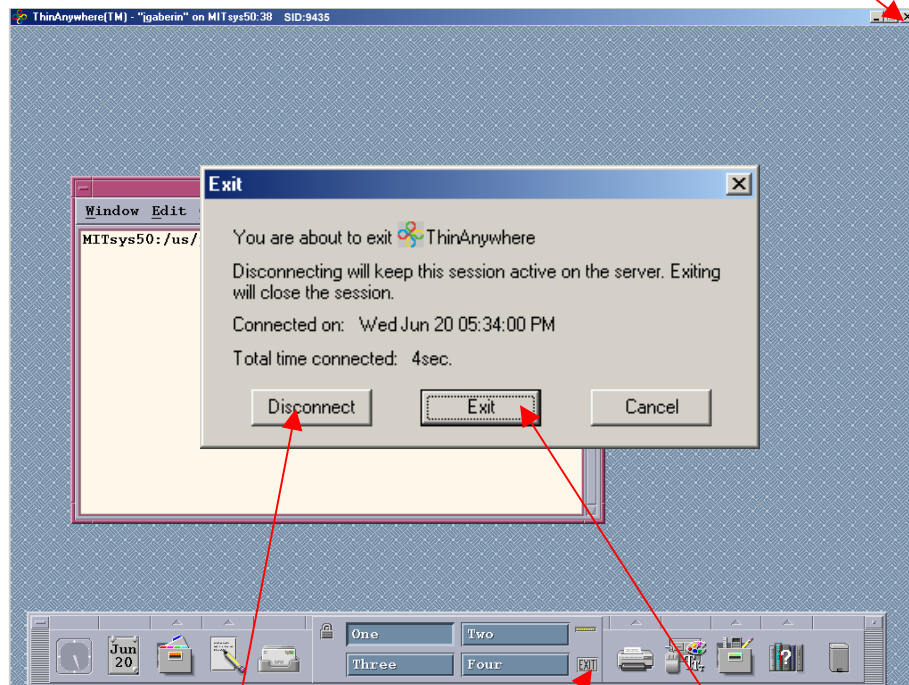 ThinAnywhere(TM) - "jgaberin" on MITsys50:38 SID:9435
Exit
Window Edit
MITsys50:/us/
You are about to exit ThinAnywhere
Disconnecting will keep this session active on the server. Exiting
will close the session.
Connected on: Wed Jun 20 05:34:00 PM
Total time connected: 4sec.
Disconnect Exit Cancel
One Two
Jun
20
Three Four EXIT